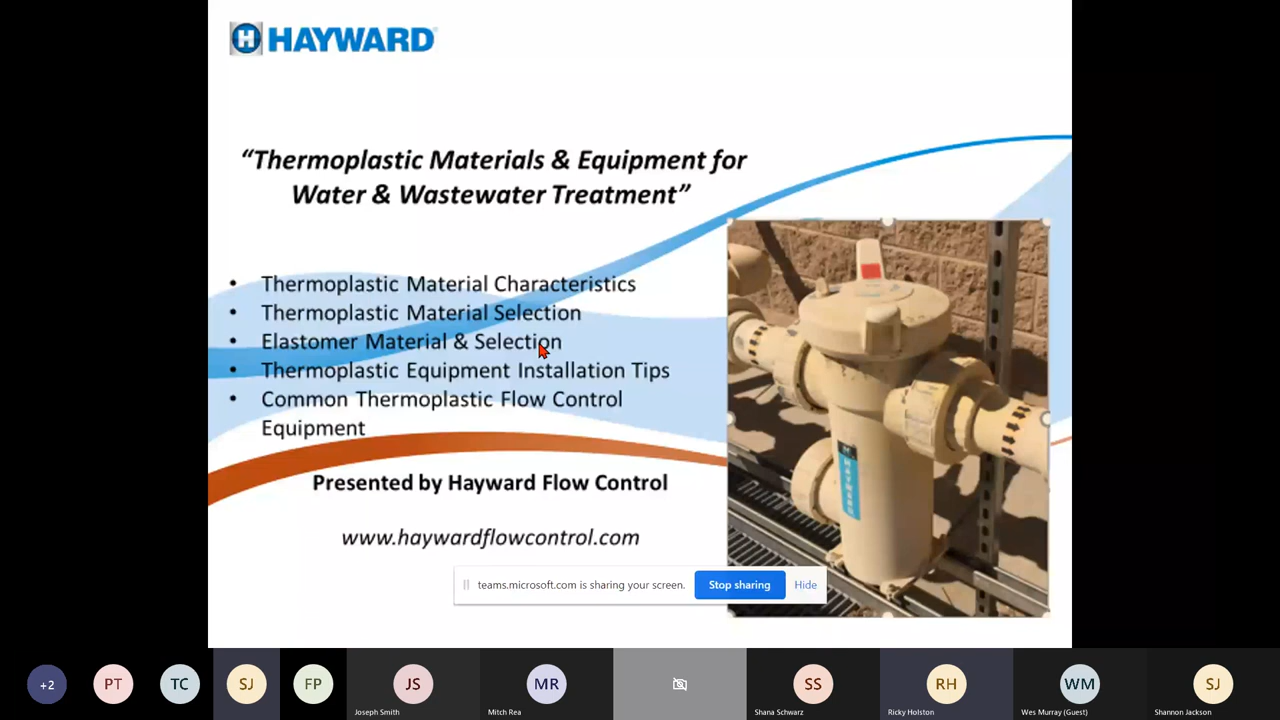 H HAYWARD
“Thermoplastic Materials & Equipment for
Water & Wastewater Treatment”
• Thermoplastic Material Characteristics
• Thermoplastic Material Selection
• Elastomer Material & Selection
• Thermoplastic Equipment Installation Tips
• Common Thermoplastic Flow Control
Equipment
Presented by Hayward Flow Control
www.haywardflowcontrol.com
H HAYWARD
teams.microsoft.com is sharing your screen. Stop sharing Hide
+2 PT TC SJ FP JS MR SS RH WM SJ
Joseph Smith Mitch Rea Shana Schwarz Ricky Holston Wes Murray (Guest) Shannon Jackson